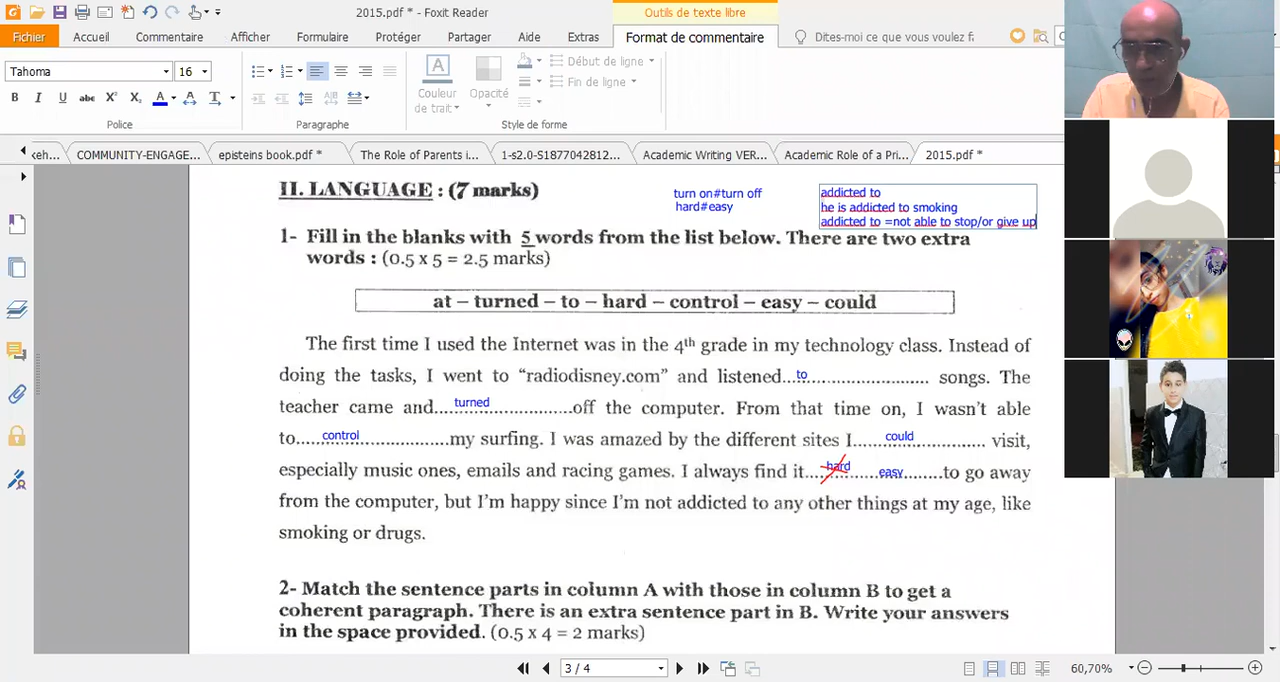 2015.pdf * - Foxit Reader
Outils de texte libre
Fichier Accueil Commentaire Afficher Formulaire Protéger Partager Aide Extras Format de commentaire Dites-moi ce que vous voulez fa
Tahoma 16
Couleur de trait
Opacité
Début de ligne
Fin de ligne
Police Paragraphe Style de forme
COMMUNITY-ENGAGE... episteins book.pdf * The Role of Parents i... 1-s2.0-S1877042812... Academic Writing VER... Academic Role of a Pri... 2015.pdf *
II. LANGUAGE : (7 marks)
turn on#turn off
hard#easy
addicted to
he is addicted to smoking
addicted to =not able to stop/or give up
1- Fill in the blanks with 5 words from the list below. There are two extra
words : (0.5 x 5 = 2.5 marks)
at – turned – to – hard – control – easy – could
The first time I used the Internet was in the 4th grade in my technology class. Instead of
doing the tasks, I went to “radiodisney.com” and listened...to........................ songs. The
teacher came and....turned....................off the computer. From that time on, I wasn't able
to.....control....................my surfing. I was amazed by the different sites I.....could............... visit,
especially music ones, emails and racing games. I always find it....hard......easy........to go away
from the computer, but I'm happy since I'm not addicted to any other things at my age, like
smoking or drugs.
2- Match the sentence parts in column A with those in column B to get a
coherent paragraph. There is an extra sentence part in B. Write your answers
in the space provided. (0.5 x 4 = 2 marks)
3 / 4
60,70%